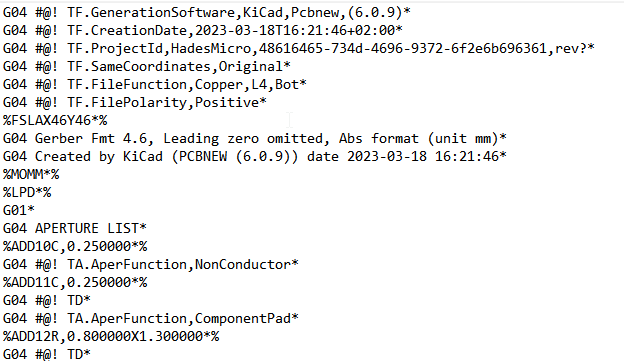 G04 #@! TF.GenerationSoftware,KiCad,Pcbnew,(6.0.9)*
G04 #@! TF.CreationDate,2023-03-18T16:21:46+02:00*
G04 #@! TF.ProjectId,HadesMicro,48616465-734d-4696-9372-6f2e6b696361,rev?*
G04 #@! TF.SameCoordinates,Original*
G04 #@! TF.FileFunction,Copper,L4,Bot*
G04 #@! TF.FilePolarity,Positive*
%FSLAX46Y46*%
G04 Gerber Fmt 4.6, Leading zero omitted, Abs format (unit mm)*
G04 Created by KiCad (PCBNEW (6.0.9)) date 2023-03-18 16:21:46*
%MOMM*%
%LPD*%
G01*
G04 APERTURE LIST*
%ADD10C,0.250000*%
G04 #@! TA.AperFunction,NonConductor*
%ADD11C,0.250000*%
G04 #@! TD*
G04 #@! TA.AperFunction,ComponentPad*
%ADD12R,0.800000X1.300000*%
G04 #@! TD*